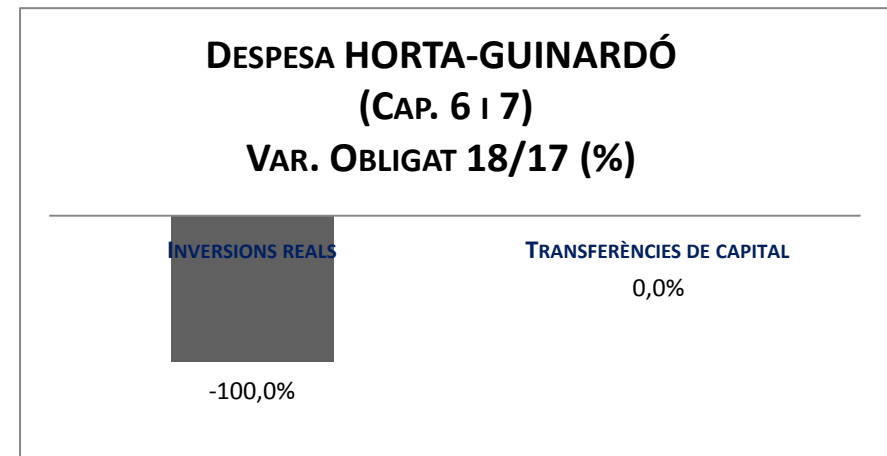 DESPESA HORTA-GUINARDÓ
(CAP. 6 I 7)
VAR. OBLIGAT 18/17 (%)
INVERSIONS REALS
TRANSFERÈNCIES DE CAPITAL
0,0%
-100,0%